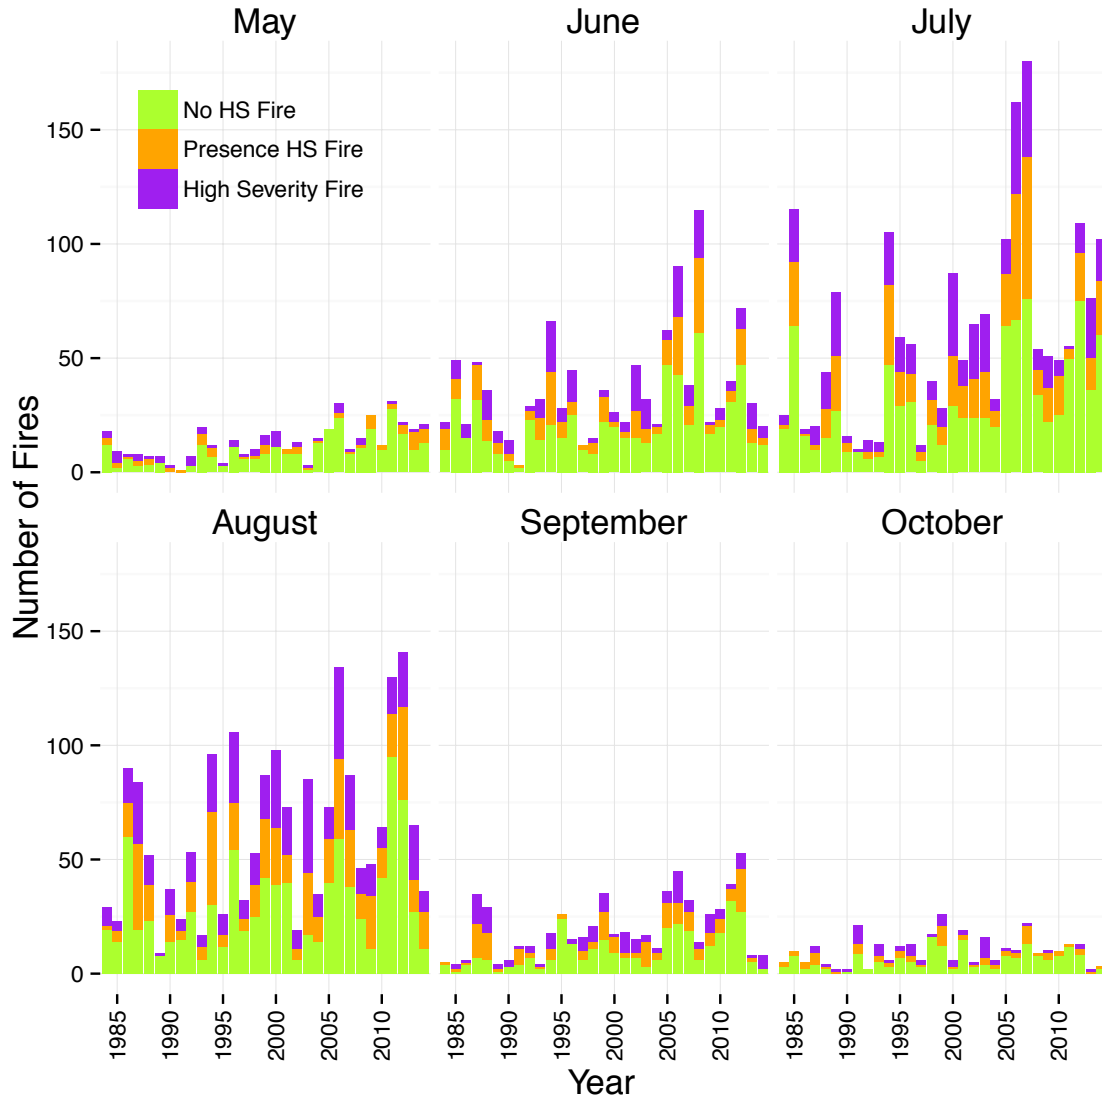 May June July
No HS Fire
Presence HS Fire
High Severity Fire
150
100
50
0
Number of Fires
August September October
150
100
50
0
1985 1990 1995 2000 2005 2010 1985 1990 1995 2000 2005 2010 1985 1990 1995 2000 2005 2010
Year